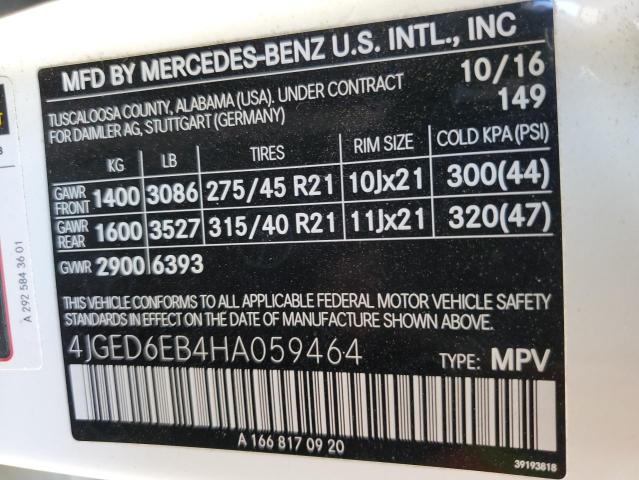 MFD BY MERCEDES-BENZ U.S. INTL., INC
TUSCALOOSA COUNTY, ALABAMA (USA). UNDER CONTRACT 10/16
FOR DAIMLER AG, STUTTGART (GERMANY) 149
KG LB TIRES RIM SIZE COLD KPA (PSI)
GAWR FRONT 1400 3086 275/45 R21 10Jx21 300(44)
GAWR REAR 1600 3527 315/40 R21 11Jx21 320(47)
GVWR 2900 6393
THIS VEHICLE CONFORMS TO ALL APPLICABLE FEDERAL MOTOR VEHICLE SAFETY
STANDARDS IN EFFECT ON THE DATE OF MANUFACTURE SHOWN ABOVE.
4JGED6EB4HA059464 TYPE: MPV
A 166 817 09 20
39193818
A 292 584 36 01